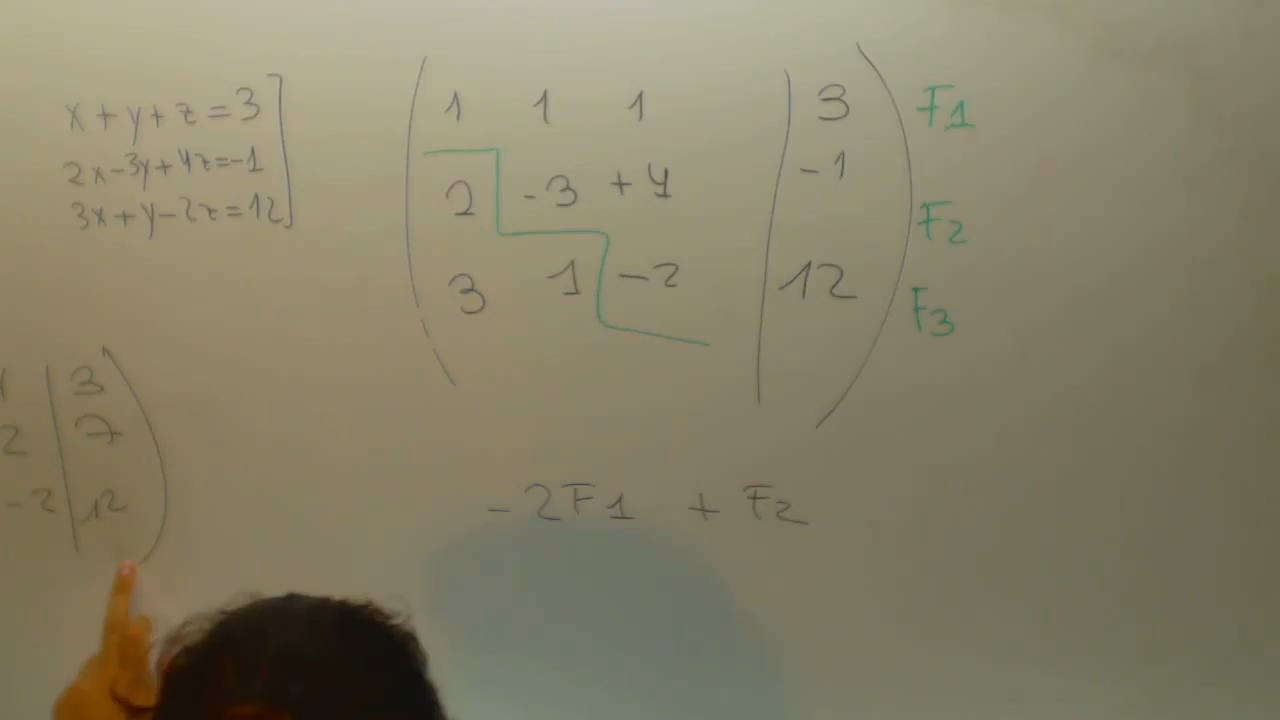 x + y + z = 3
2x - 3y + 4z = -1
3x + y - 2z = 12
1 1 1 3 F1
2 -3 +4 -1 F2
3 1 -2 12 F3
1 3
2 7
-2 12
-2F1 + F2